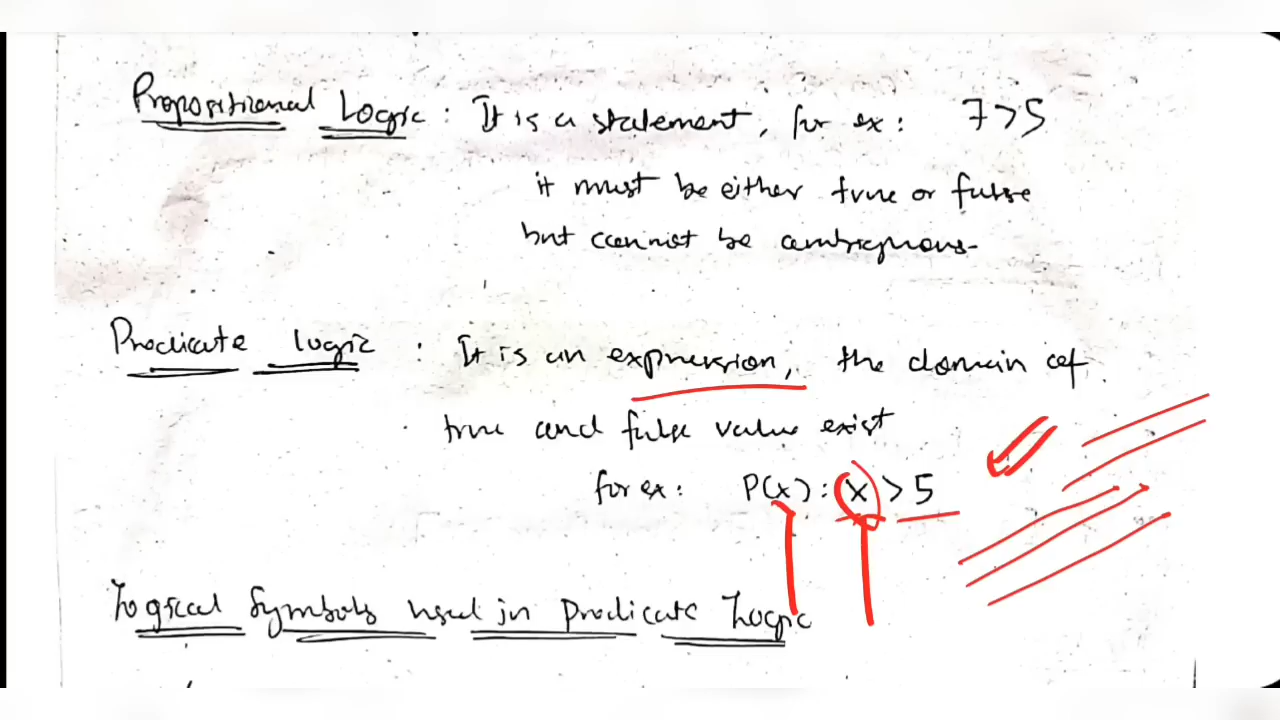 Propositional Logic : It is a statement, for ex: 7 > 5
it must be either true or false
but cannot be ambiguous.
Predicate logic : It is an expression, the domain of
true and false value exist
for ex: P(x) : x > 5
Logical Symbols used in Predicate Logic